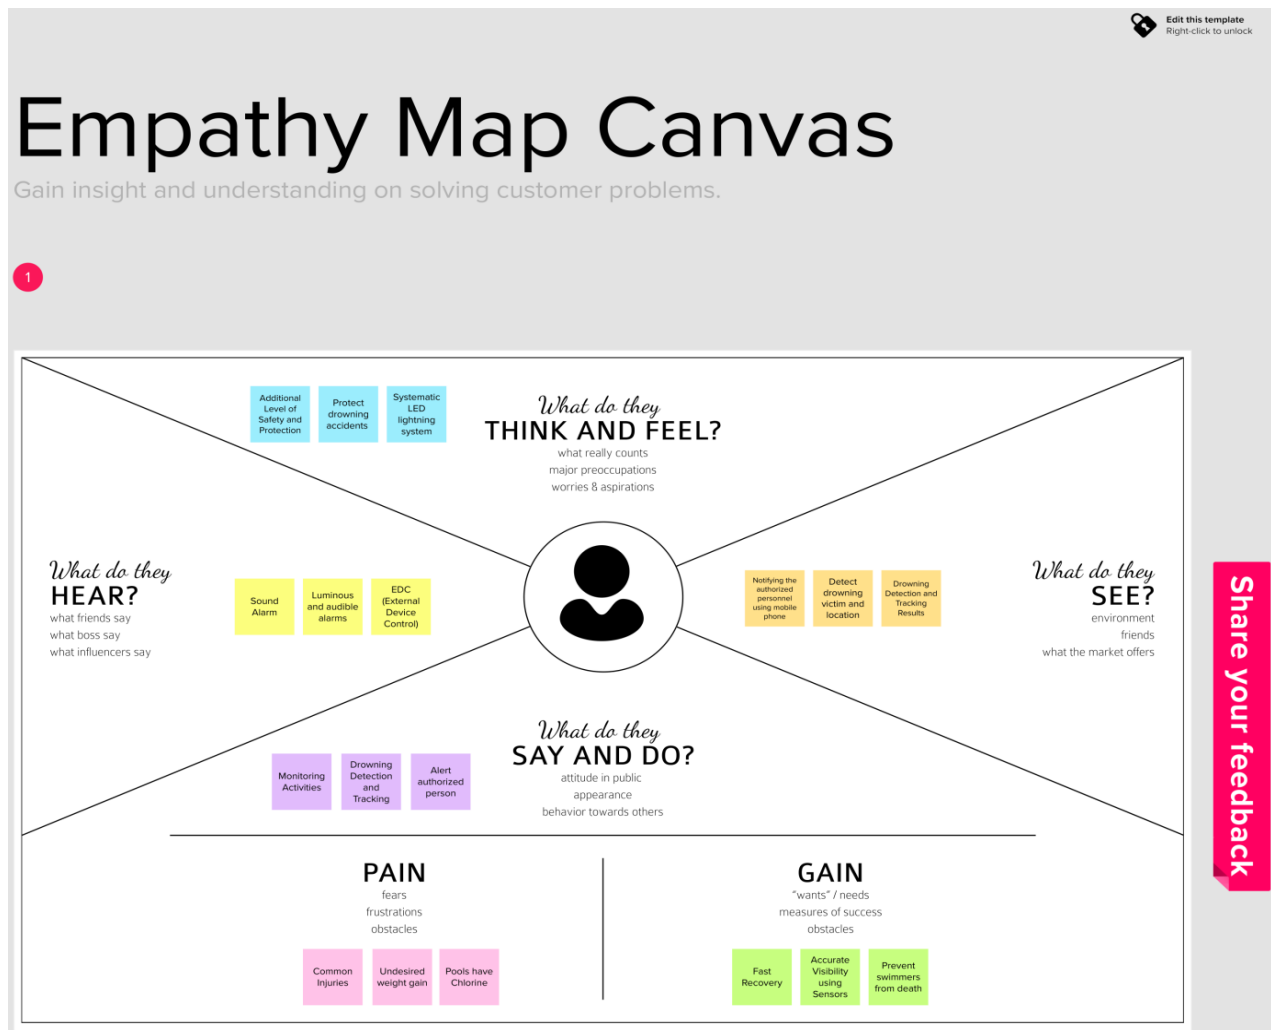 Edit this template
Right-click to unlock
Empathy Map Canvas
Gain insight and understanding on solving customer problems.
1
Additional
Level of
Safety and
Protection
Protect
drowning
accidents
Systematic
LED
lightning
system
What do they
THINK AND FEEL?
what really counts
major preoccupations
worries & aspirations
What do they
HEAR?
what friends say
what boss say
what influencers say
Sound
Alarm
Luminous
and audible
alarms
EDC
(External
Device
Control)
Notifying the
authorized
personnel
using mobile
phone
Detect
drowning
victim and
location
Drowning
Detection and
Tracking
Results
What do they
SEE?
environment
friends
what the market offers
Share your feedback
What do they
SAY AND DO?
attitude in public
appearance
behavior towards others
Monitoring
Activities
Drowning
Detection
and
Tracking
Alert
authorized
person
PAIN
fears
frustrations
obstacles
Common
Injuries
Undesired
weight gain
Pools have
Chlorine
GAIN
“wants” / needs
measures of success
obstacles
Fast
Recovery
Accurate
Visibility
using
Sensors
Prevent
swimmers
from death